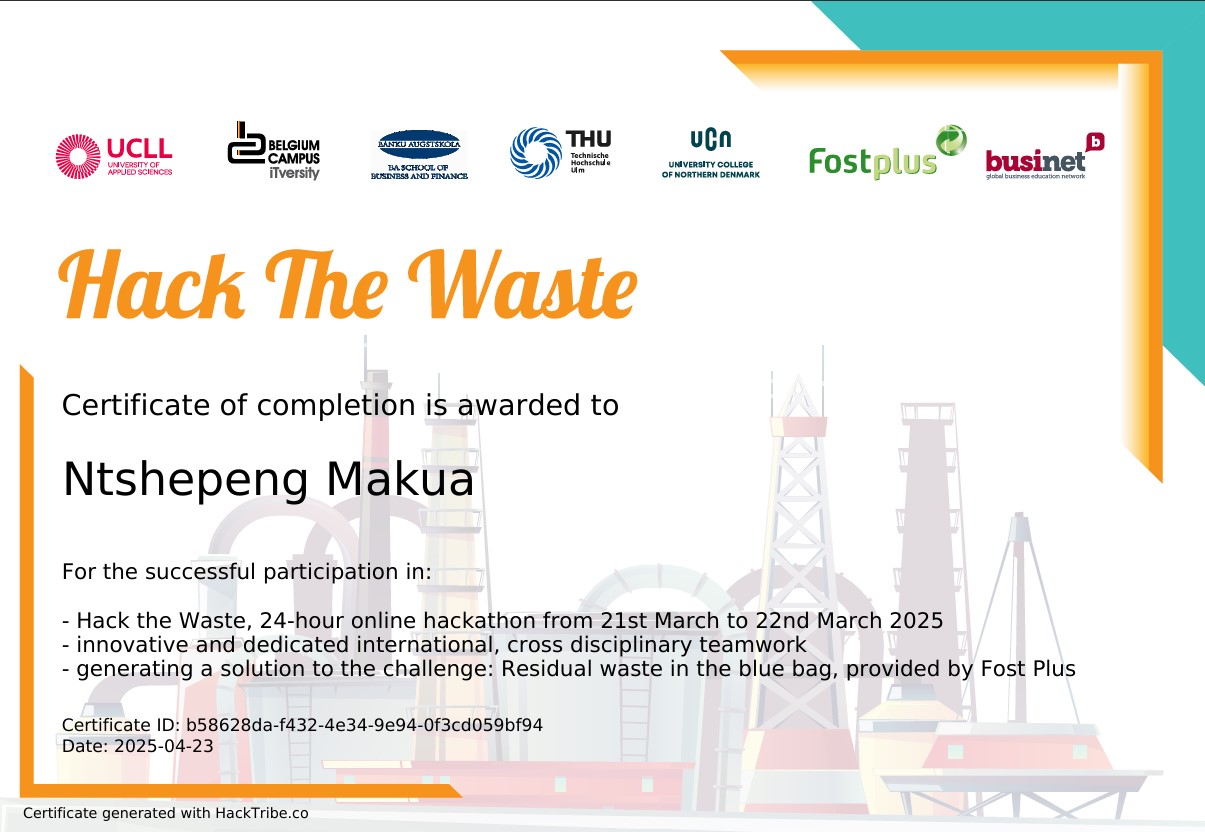 UCLL
UNIVERSITY OF
APPLIED SCIENCES
BELGIUM
CAMPUS
iTversity
BANKU AUGSTSKOLA
BA SCHOOL OF
BUSINESS AND FINANCE
THU
Technische
Hochschule
Ulm
UCN
UNIVERSITY COLLEGE
OF NORTHERN DENMARK
Fostplus
b
businet
global business education network
Hack The Waste
Certificate of completion is awarded to
Ntshepeng Makua
For the successful participation in:
- Hack the Waste, 24-hour online hackathon from 21st March to 22nd March 2025
- innovative and dedicated international, cross disciplinary teamwork
- generating a solution to the challenge: Residual waste in the blue bag, provided by Fost Plus
Certificate ID: b58628da-f432-4e34-9e94-0f3cd059bf94
Date: 2025-04-23
Certificate generated with HackTribe.co